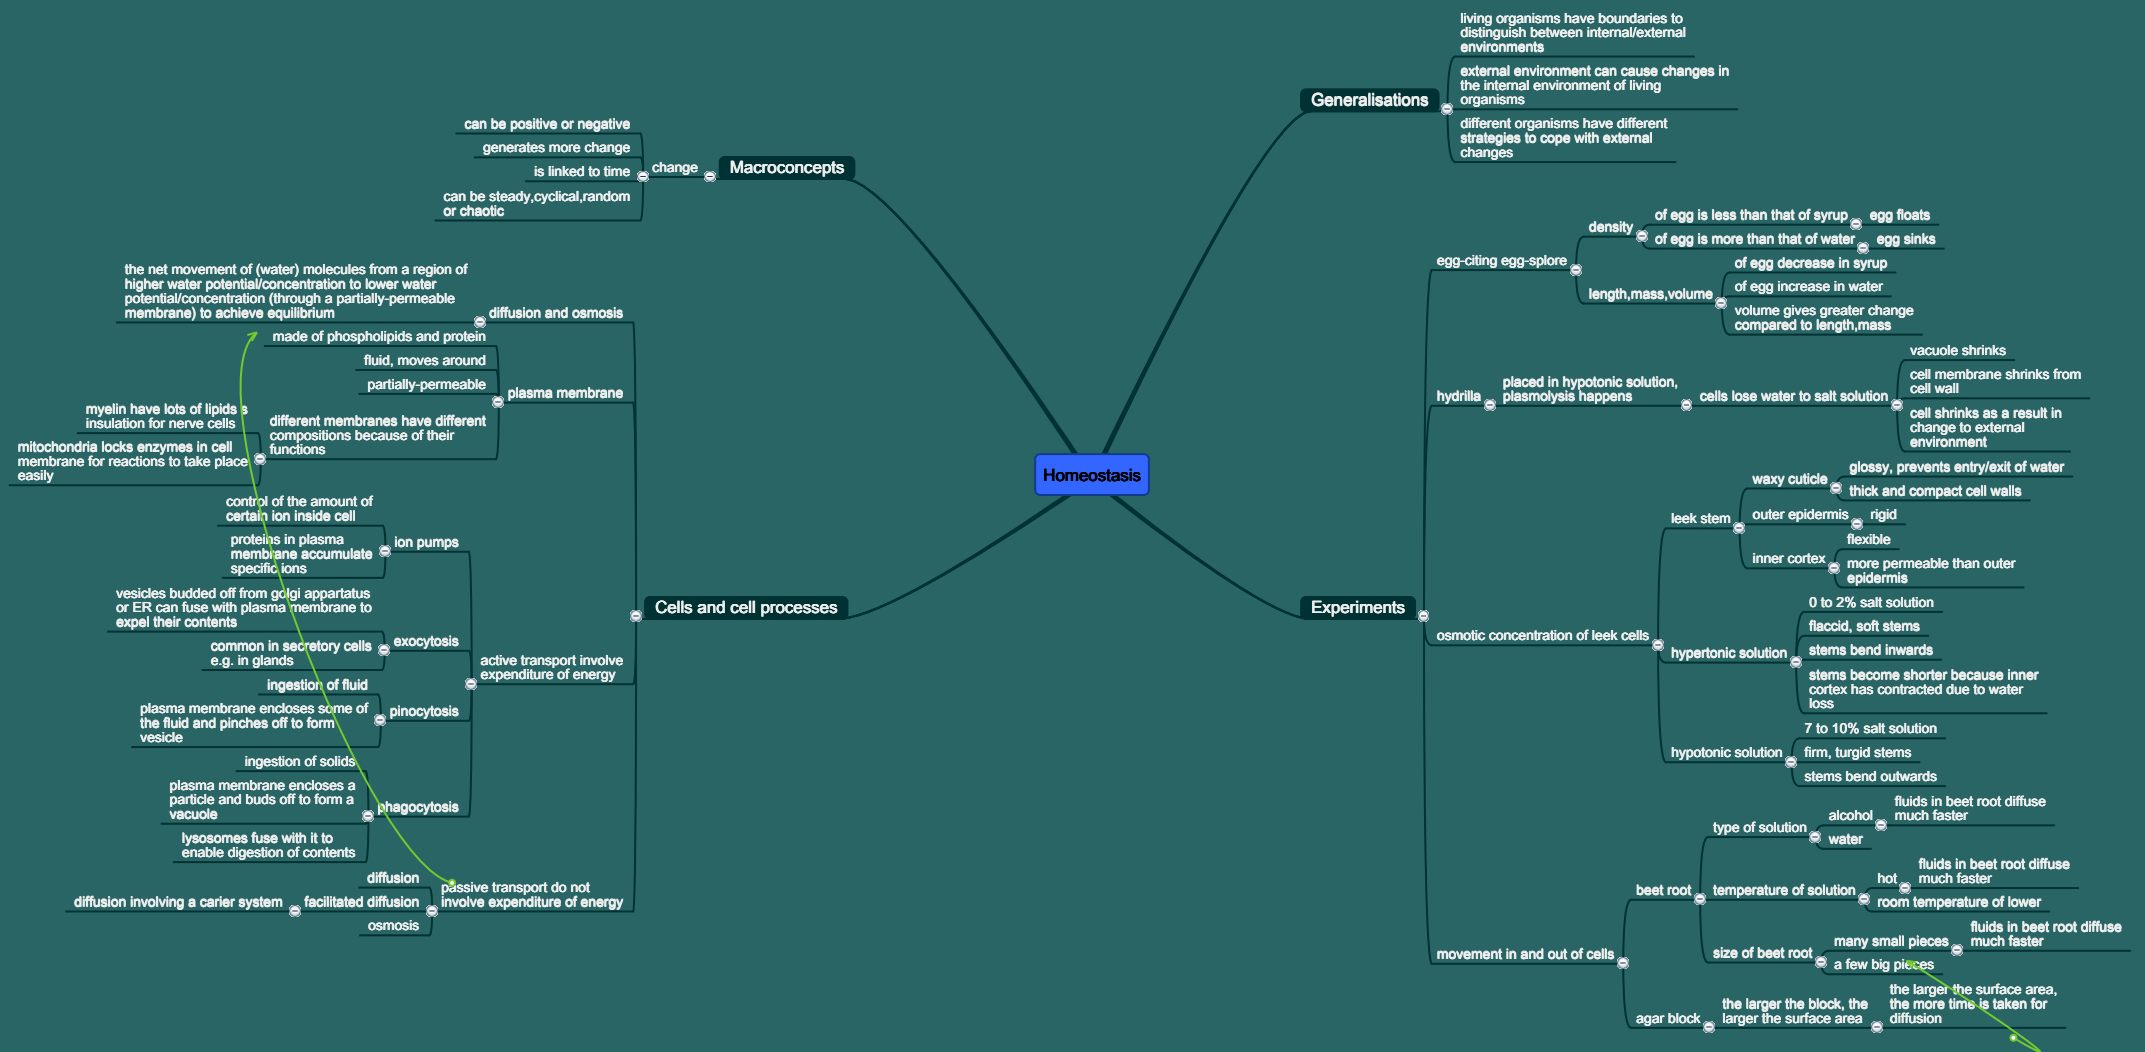 Homeostasis
Generalisations
living organisms have boundaries to
distinguish between internal/external
environments
external environment can cause changes in
the internal environment of living
organisms
different organisms have different
strategies to cope with external
changes
Macroconcepts
change
can be positive or negative
generates more change
is linked to time
can be steady,cyclical,random
or chaotic
Cells and cell processes
diffusion and osmosis
the net movement of (water) molecules from a region of
higher water potential/concentration to lower water
potential/concentration (through a partially-permeable
membrane) to achieve equilibrium
plasma membrane
made of phospholipids and protein
fluid, moves around
partially-permeable
different membranes have different
compositions because of their
functions
myelin have lots of lipids s
insulation for nerve cells
mitochondria locks enzymes in cell
membrane for reactions to take place
easily
active transport involve
expenditure of energy
ion pumps
control of the amount of
certain ion inside cell
proteins in plasma
membrane accumulate
specific ions
exocytosis
vesicles budded off from golgi appartatus
or ER can fuse with plasma membrane to
expel their contents
common in secretory cells
e.g. in glands
pinocytosis
ingestion of fluid
plasma membrane encloses some of
the fluid and pinches off to form
vesicle
phagocytosis
ingestion of solids
plasma membrane encloses a
particle and buds off to form a
vacuole
lysosomes fuse with it to
enable digestion of contents
passive transport do not
involve expenditure of energy
diffusion
facilitated diffusion
diffusion involving a carier system
osmosis
Experiments
egg-citing egg-splore
density
of egg is less than that of syrup
egg floats
of egg is more than that of water
egg sinks
length,mass,volume
of egg decrease in syrup
of egg increase in water
volume gives greater change
compared to length,mass
hydrilla
placed in hypotonic solution,
plasmolysis happens
cells lose water to salt solution
vacuole shrinks
cell membrane shrinks from
cell wall
cell shrinks as a result in
change to external
environment
osmotic concentration of leek cells
leek stem
waxy cuticle
glossy, prevents entry/exit of water
thick and compact cell walls
outer epidermis
rigid
inner cortex
flexible
more permeable than outer
epidermis
hypertonic solution
0 to 2% salt solution
flaccid, soft stems
stems bend inwards
stems become shorter because inner
cortex has contracted due to water
loss
hypotonic solution
7 to 10% salt solution
firm, turgid stems
stems bend outwards
movement in and out of cells
beet root
type of solution
alcohol
fluids in beet root diffuse
much faster
water
temperature of solution
hot
fluids in beet root diffuse
much faster
room temperature of lower
size of beet root
many small pieces
fluids in beet root diffuse
much faster
a few big pieces
agar block
the larger the block, the
larger the surface area
the larger the surface area,
the more time is taken for
diffusion